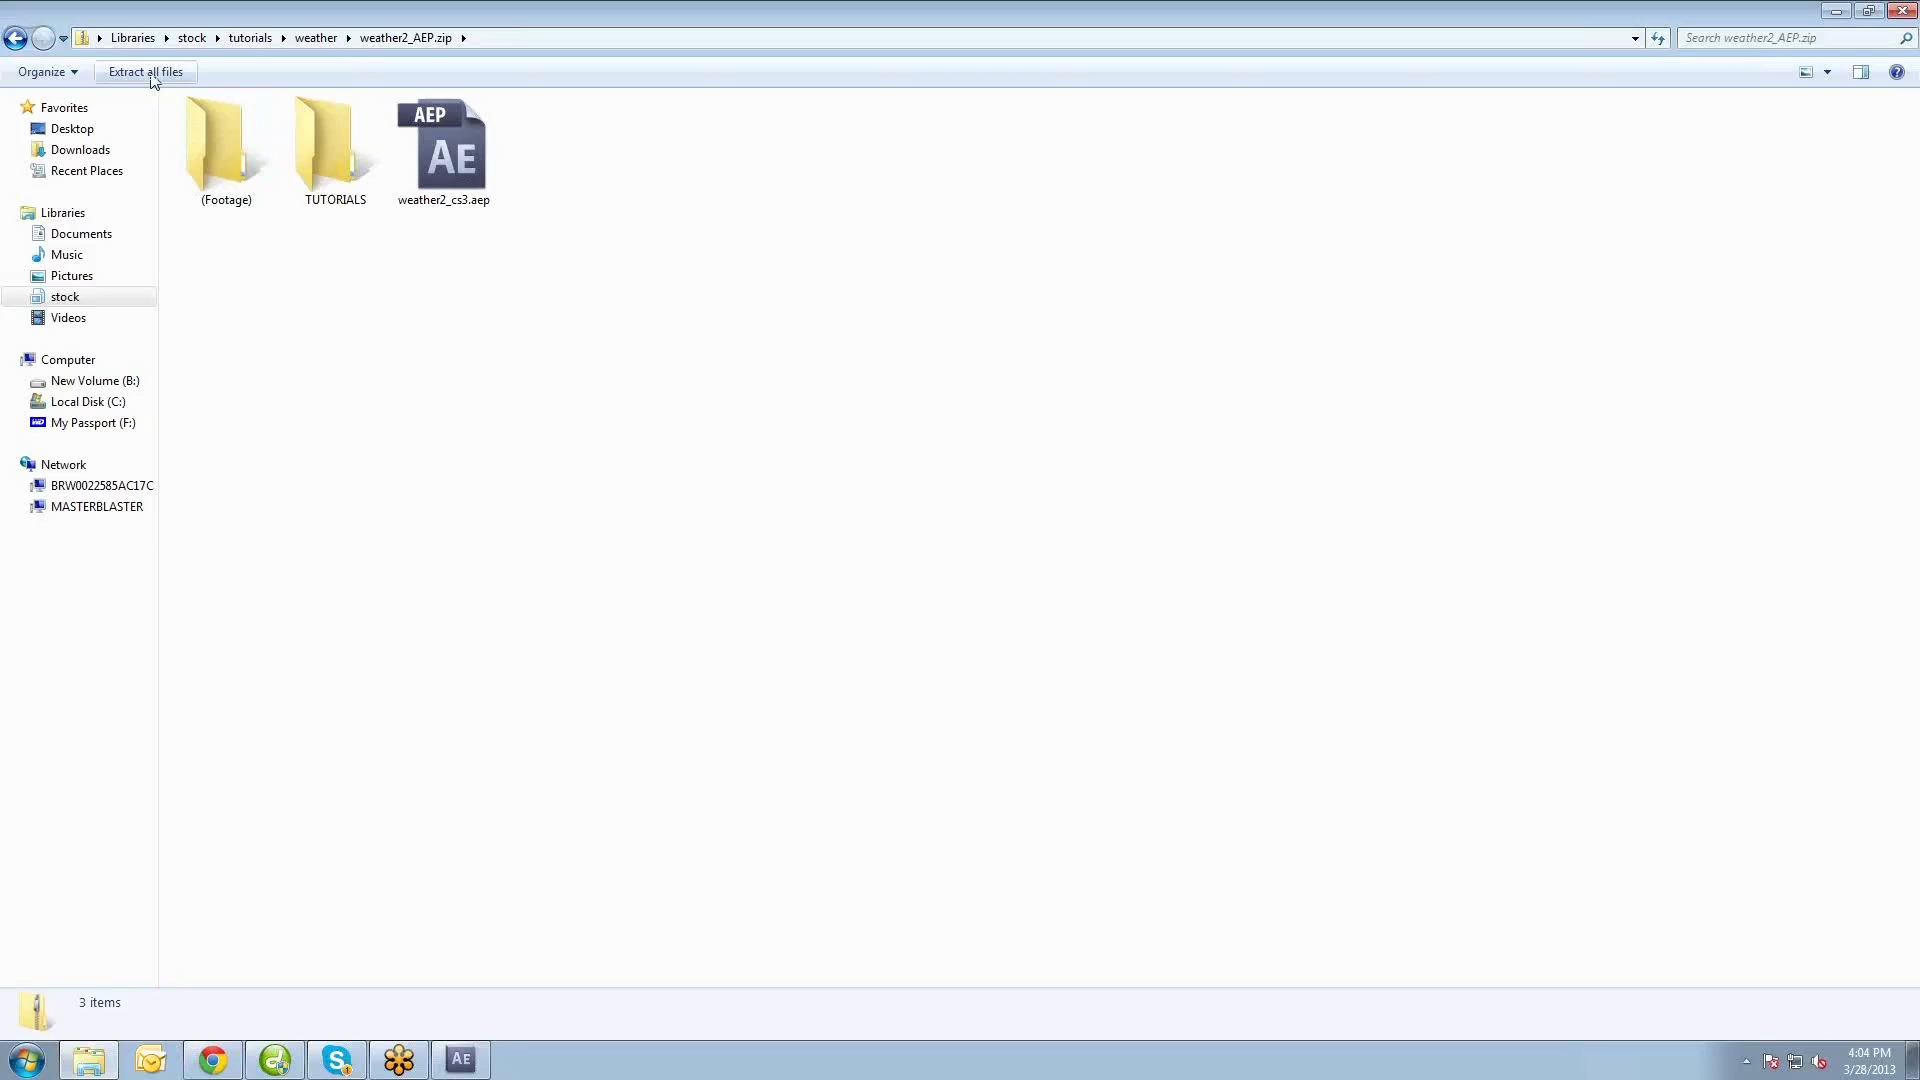 Libraries stock tutorials weather weather2_AEP.zip
Search weather2_AEP.zip
Organize Extract all files
Favorites
Desktop
Downloads
Recent Places
Libraries
Documents
Music
Pictures
stock
Videos
Computer
New Volume (B:)
Local Disk (C:)
My Passport (F:)
Network
BRW0022585AC17C
MASTERBLASTER
(Footage)
TUTORIALS
AEP
AE
weather2_cs3.aep
3 items
AE
4:04 PM
3/28/2013